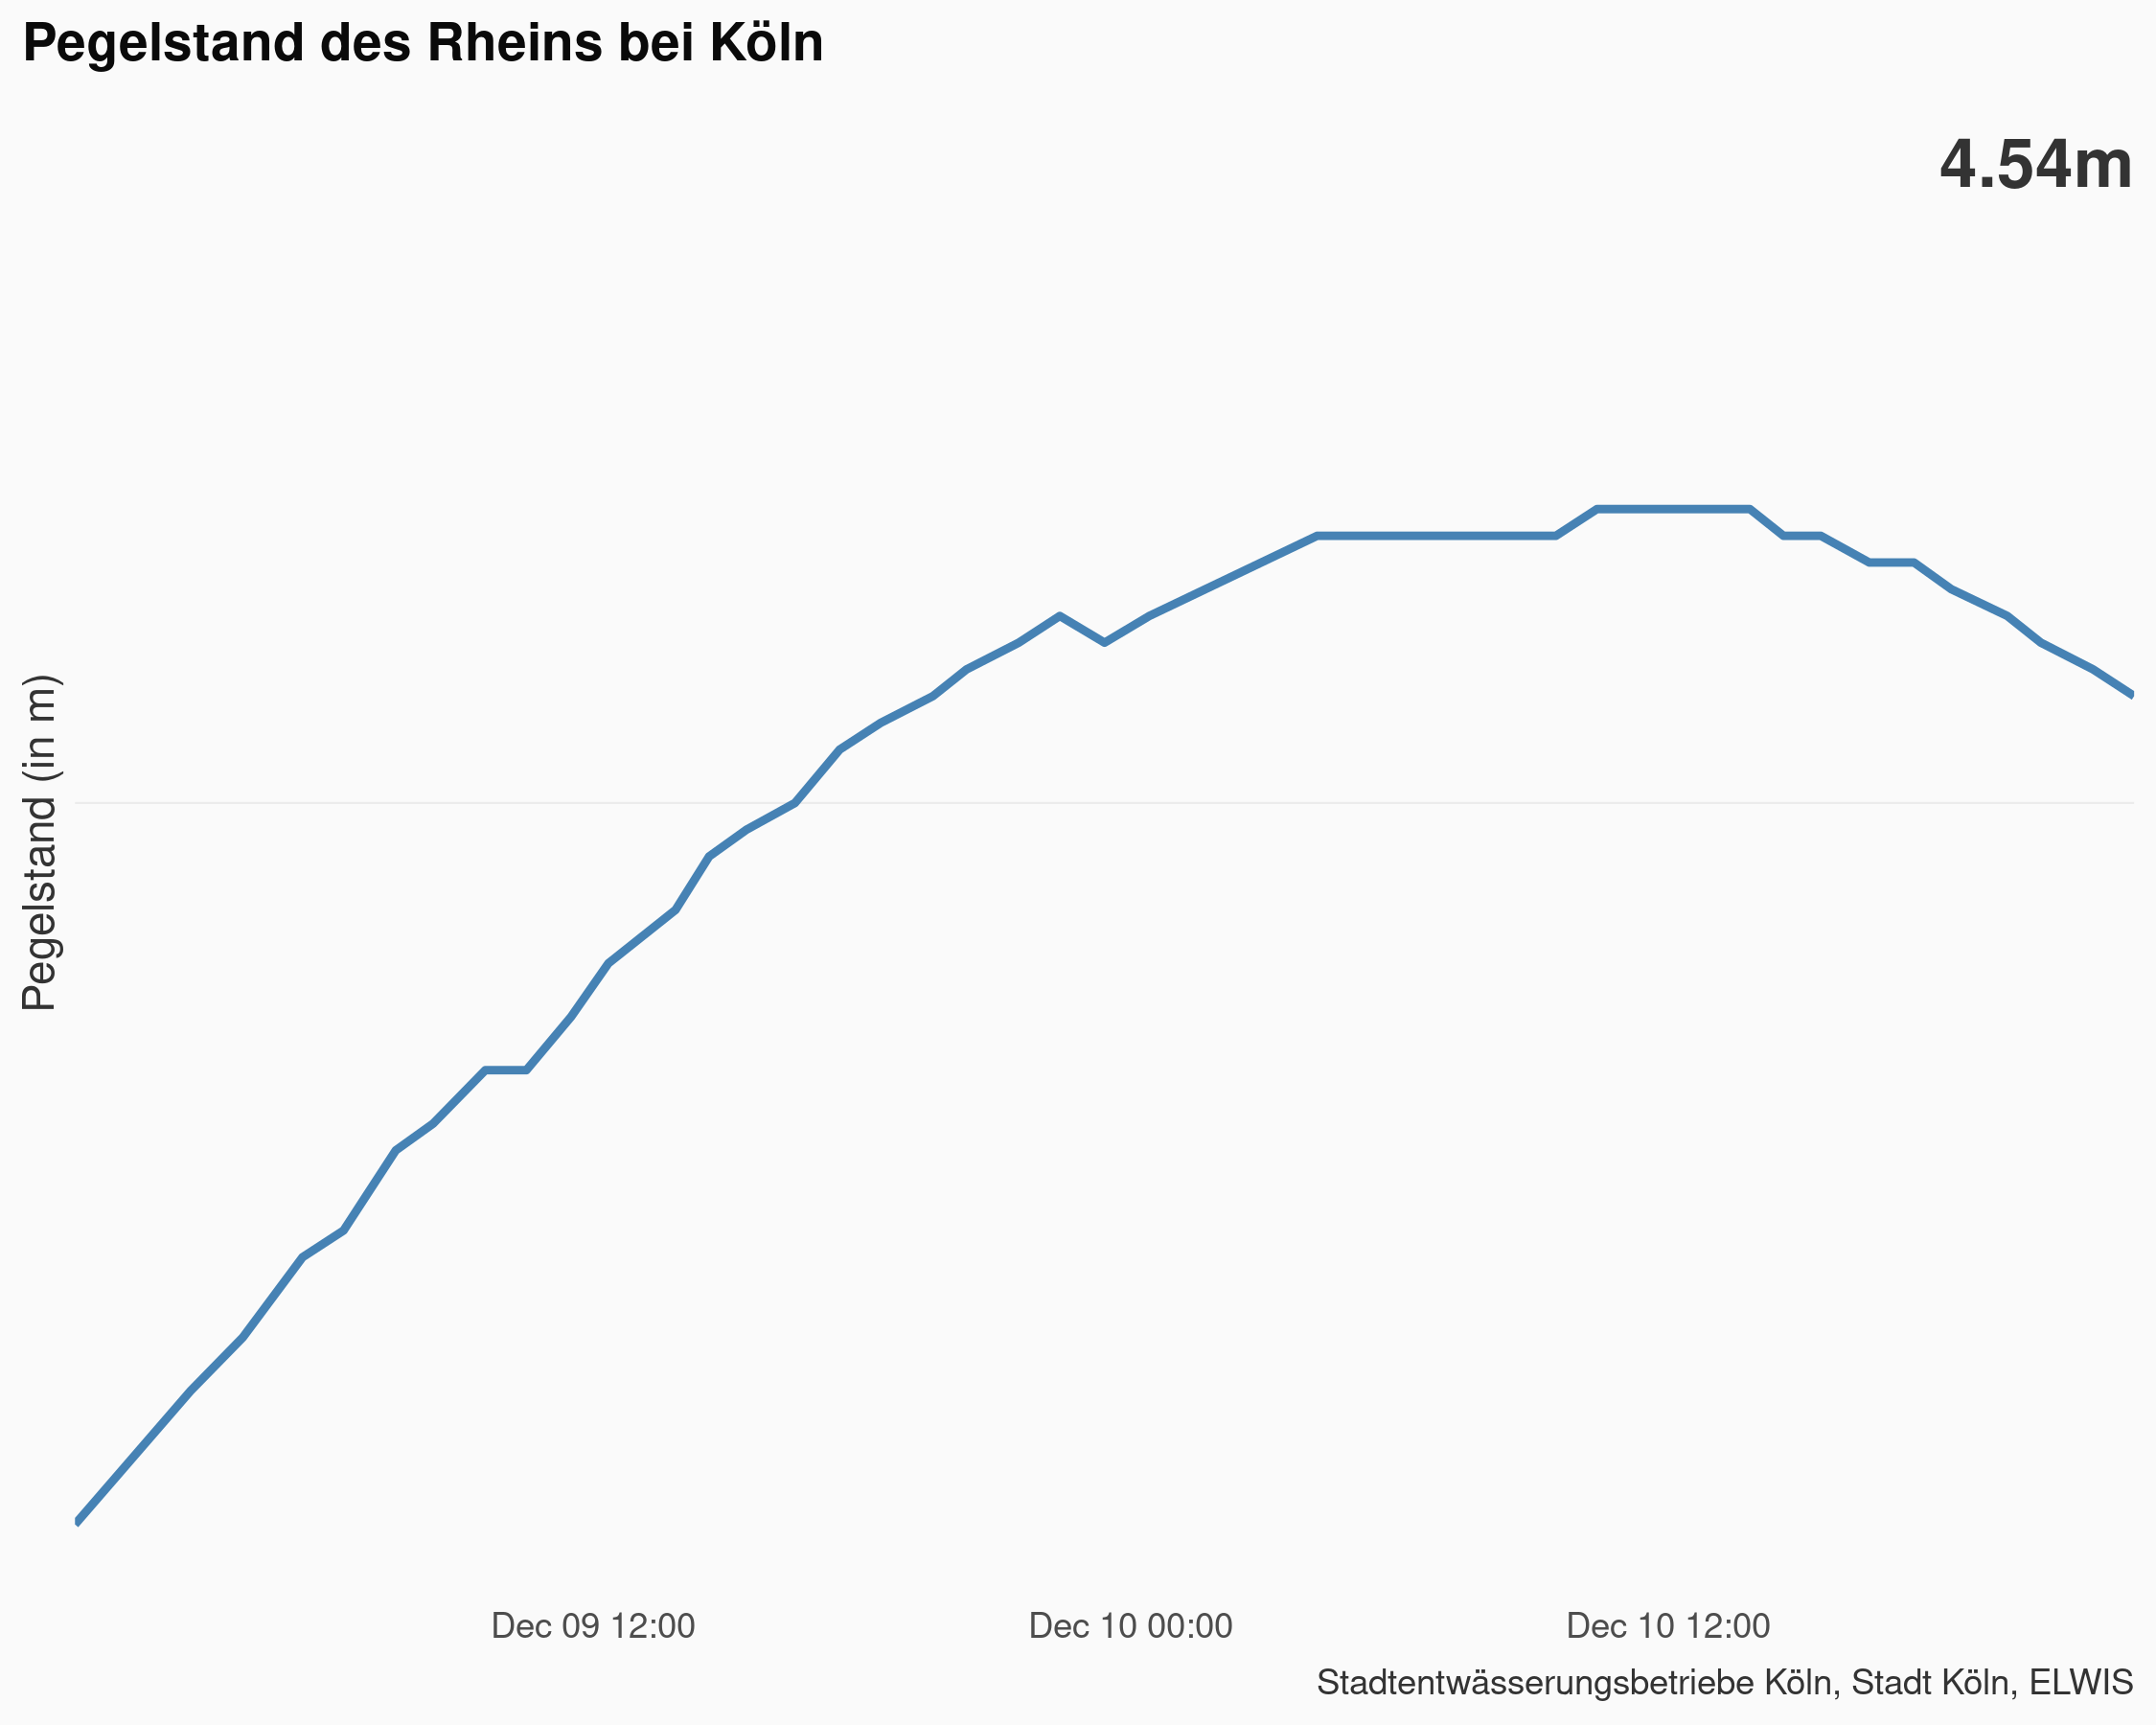 Pegelstand des Rheins bei Köln
4.54m
Pegelstand (in m)
Dec 09 12:00
Dec 10 00:00
Dec 10 12:00
Stadtentwässerungsbetriebe Köln, Stadt Köln, ELWIS